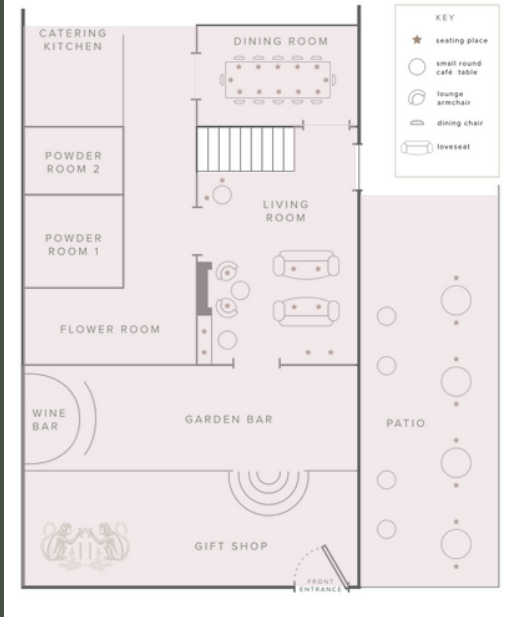 CATERING
KITCHEN
DINING ROOM
KEY
seating place
small round
café table
lounge
armchair
dining chair
loveseat
POWDER
ROOM 2
LIVING
ROOM
POWDER
ROOM 1
FLOWER ROOM
WINE
BAR
GARDEN BAR
PATIO
H
GIFT SHOP
FRONT
ENTRANCE